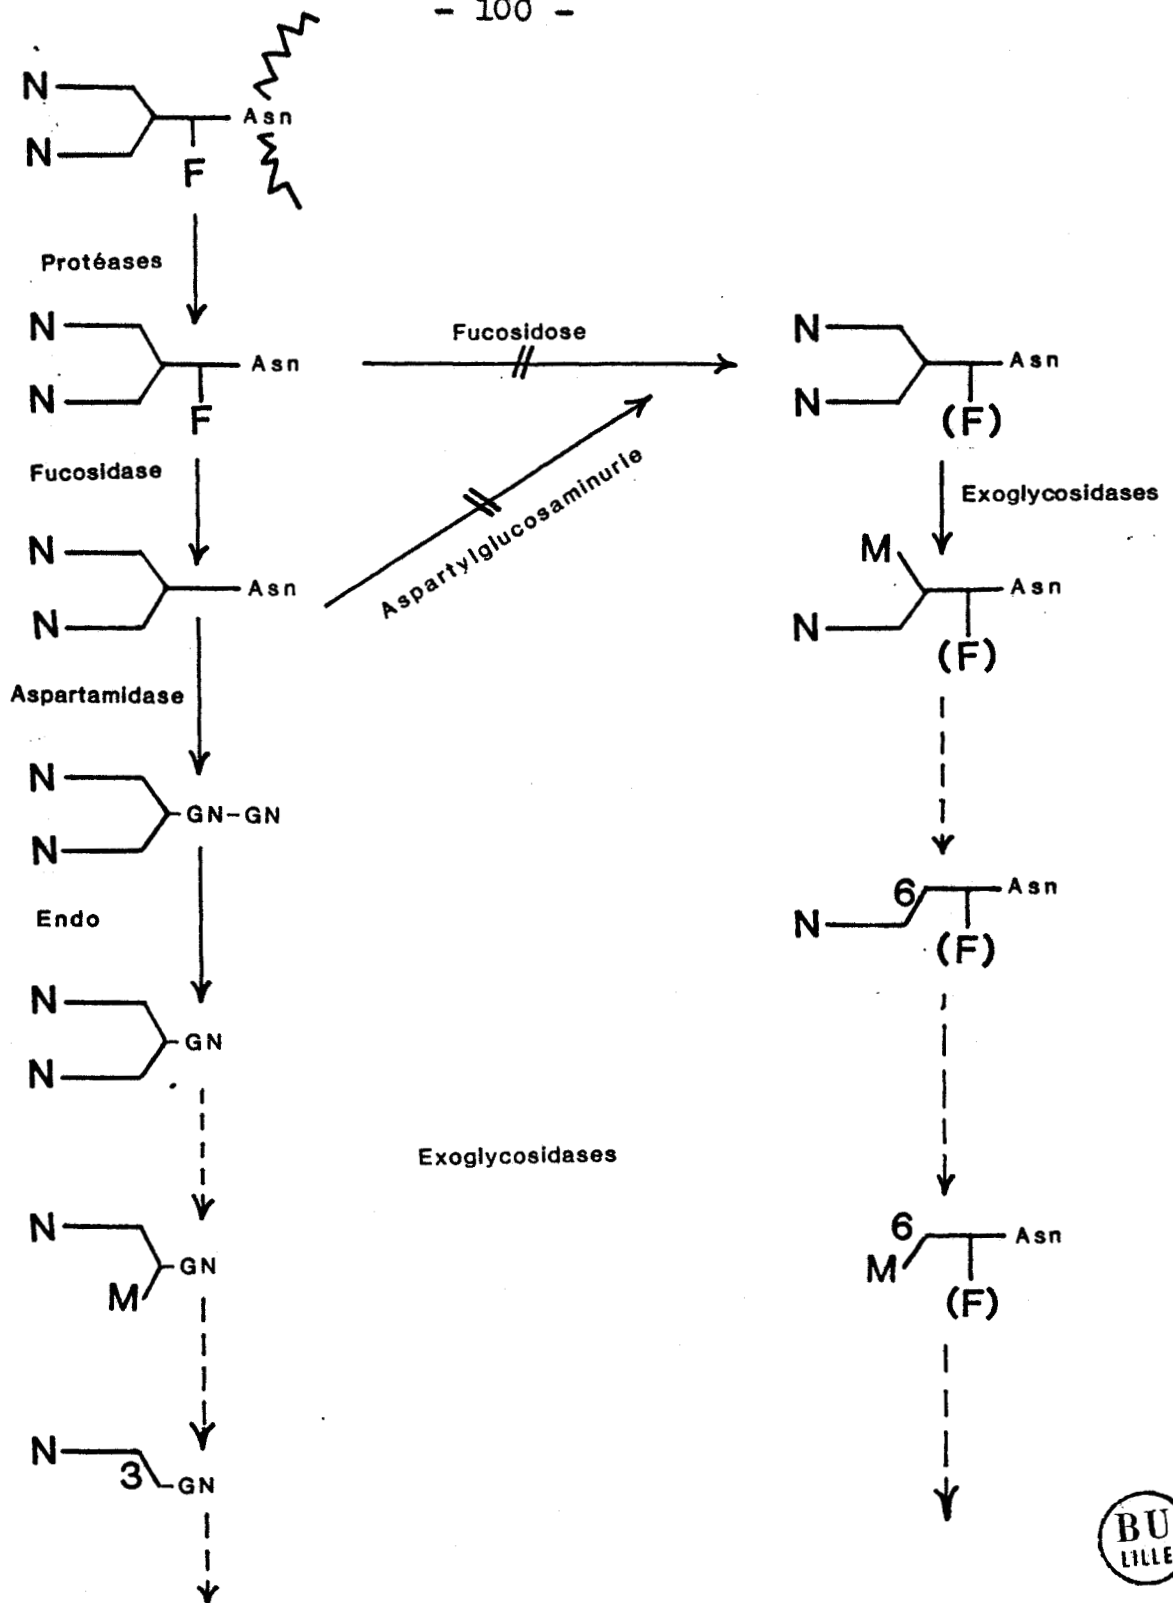 - 100 -
N
Asn
N
F
Protéases
N
Fucosidose
N
Asn
Asn
N
N
F
(F)
Fucosidase
Exoglycosidases
N
M
Asn
Asn
Aspartylglucosaminurie
N
N
(F)
Aspartamidase
N
GN-GN
N
6
Asn
Endo
N
(F)
N
GN
N
Exoglycosidases
N
6
Asn
GN
M
M
(F)
N
3
GN
BU
LILLE